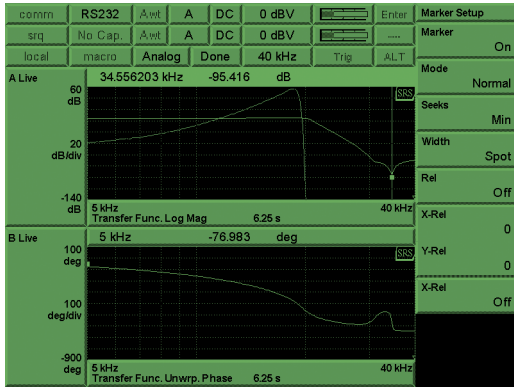 comm RS232 Awt A DC 0 dBV Enter Marker Setup
srq No Cap. Awt A DC 0 dBV ---- Marker On
local macro Analog Done 40 kHz Trig ALT
Mode
Normal
Seeks
Min
Width
Spot
Rel
Off
X-Rel
0
Y-Rel
0
X-Rel
Off
A Live 34.556203 kHz -95.416 dB
60
dB
SRS
20
dB/div
-140
dB
5 kHz 40 kHz
Transfer Func. Log Mag 6.25 s
B Live 5 kHz -76.983 deg
100
deg
SRS
100
deg/div
-900
deg
5 kHz 40 kHz
Transfer Func. Unwrp. Phase 6.25 s